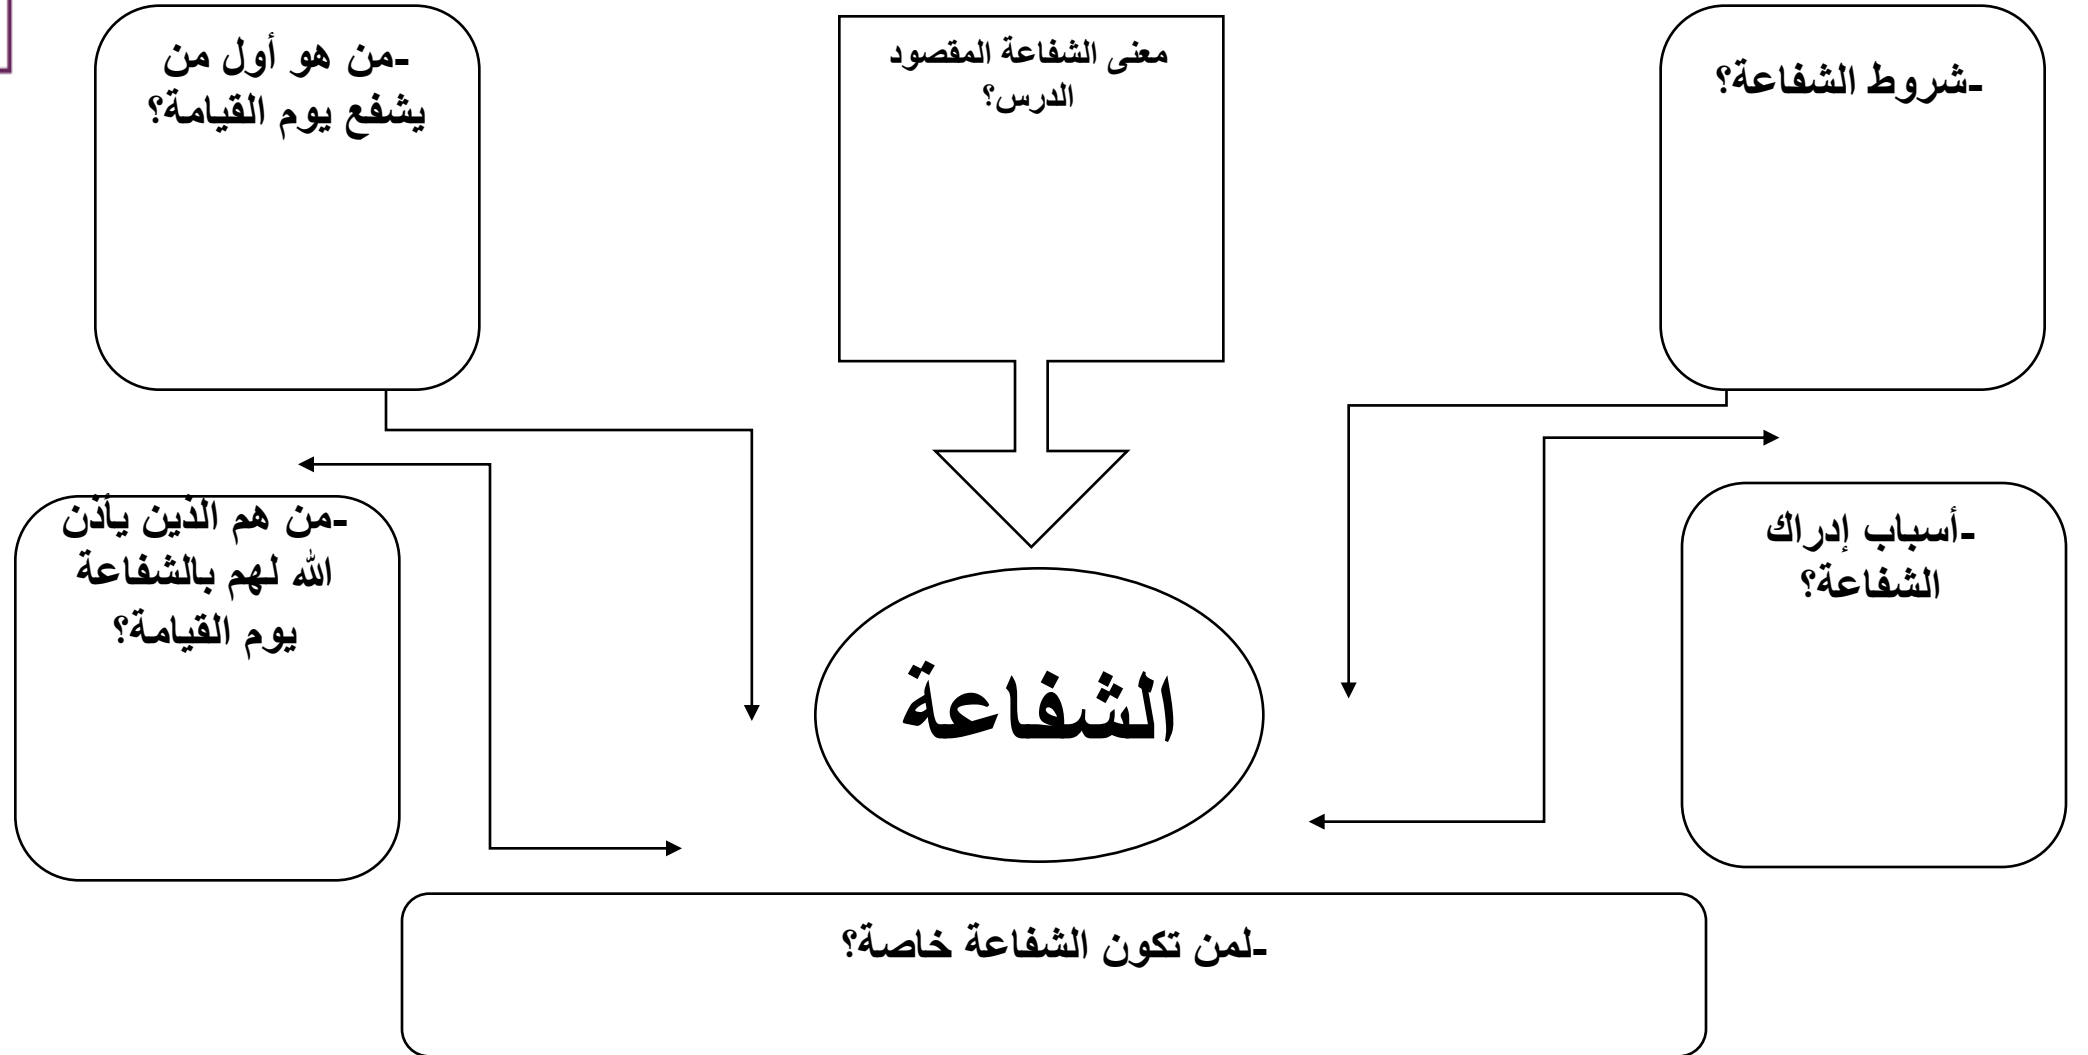 -شروط الشفاعة؟
معنى الشفاعة المقصود
الدرس؟
-من هو أول من
يشفع يوم القيامة؟
-أسباب إدراك
الشفاعة؟
-من هم الذين يأذن
الله لهم بالشفاعة
يوم القيامة؟
الشفاعة
-لمن تكون الشفاعة خاصة؟